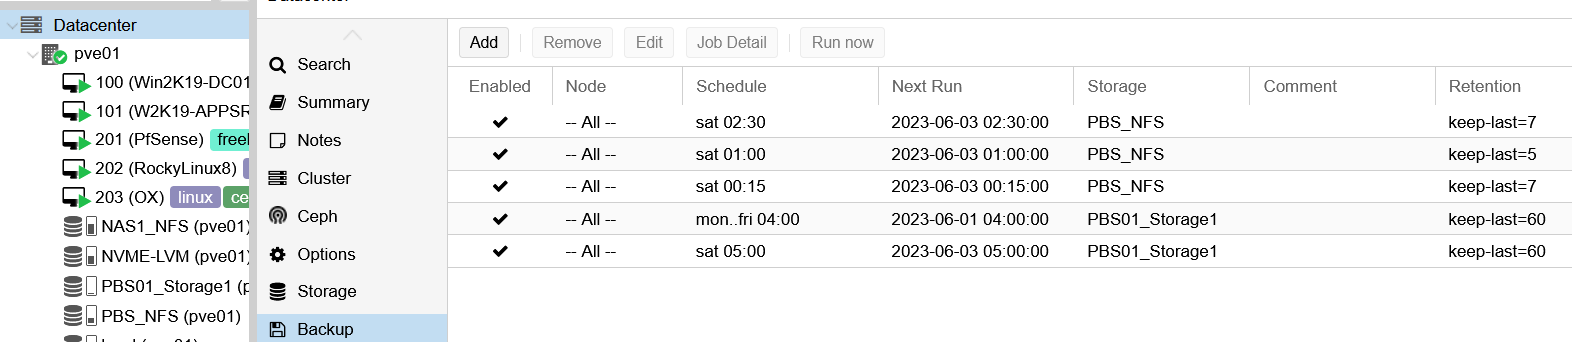 Datacenter
pve01
100 (Win2K19-DC01
101 (W2K19-APPSR
201 (PfSense)
202 (RockyLinux8)
203 (OX) linux ce
NAS1_NFS (pve01)
NVME-LVM (pve01)
PBS01_Storage1 (p
PBS_NFS (pve01)
Search
Summary
Notes
Cluster
Ceph
Options
Storage
Backup
Add Remove Edit Job Detail Run now
Enabled Node Schedule Next Run Storage Comment Retention
-- All -- sat 02:30 2023-06-03 02:30:00 PBS_NFS keep-last=7
-- All -- sat 01:00 2023-06-03 01:00:00 PBS_NFS keep-last=5
-- All -- sat 00:15 2023-06-03 00:15:00 PBS_NFS keep-last=7
-- All -- mon..fri 04:00 2023-06-01 04:00:00 PBS01_Storage1 keep-last=60
-- All -- sat 05:00 2023-06-03 05:00:00 PBS01_Storage1 keep-last=60